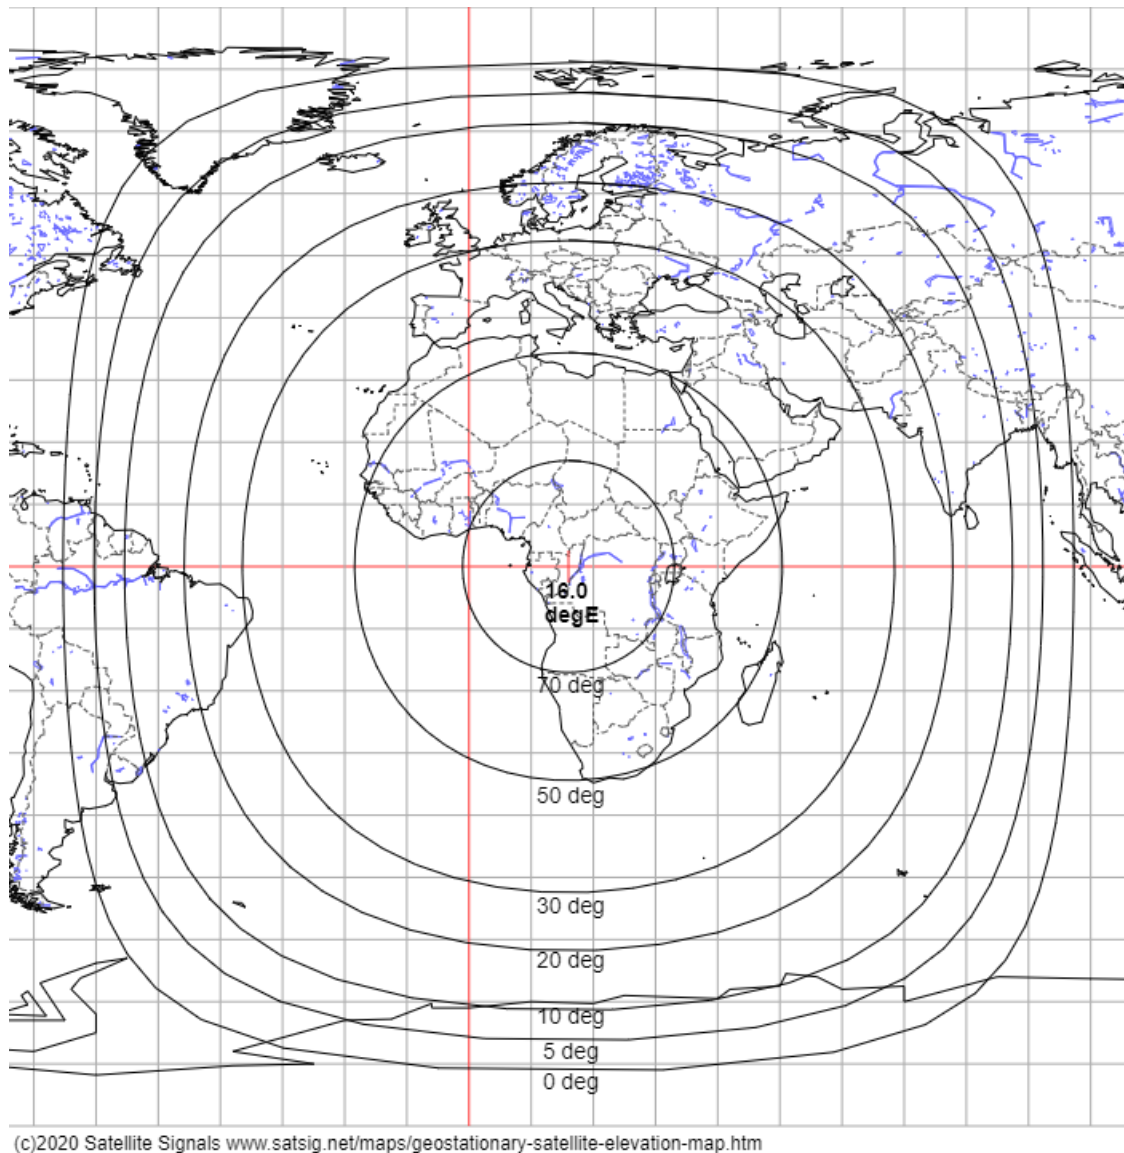 16.0
degE
70 deg
50 deg
30 deg
20 deg
10 deg
5 deg
0 deg
(c)2020 Satellite Signals www.satsig.net/maps/geostationary-satellite-elevation-map.htm